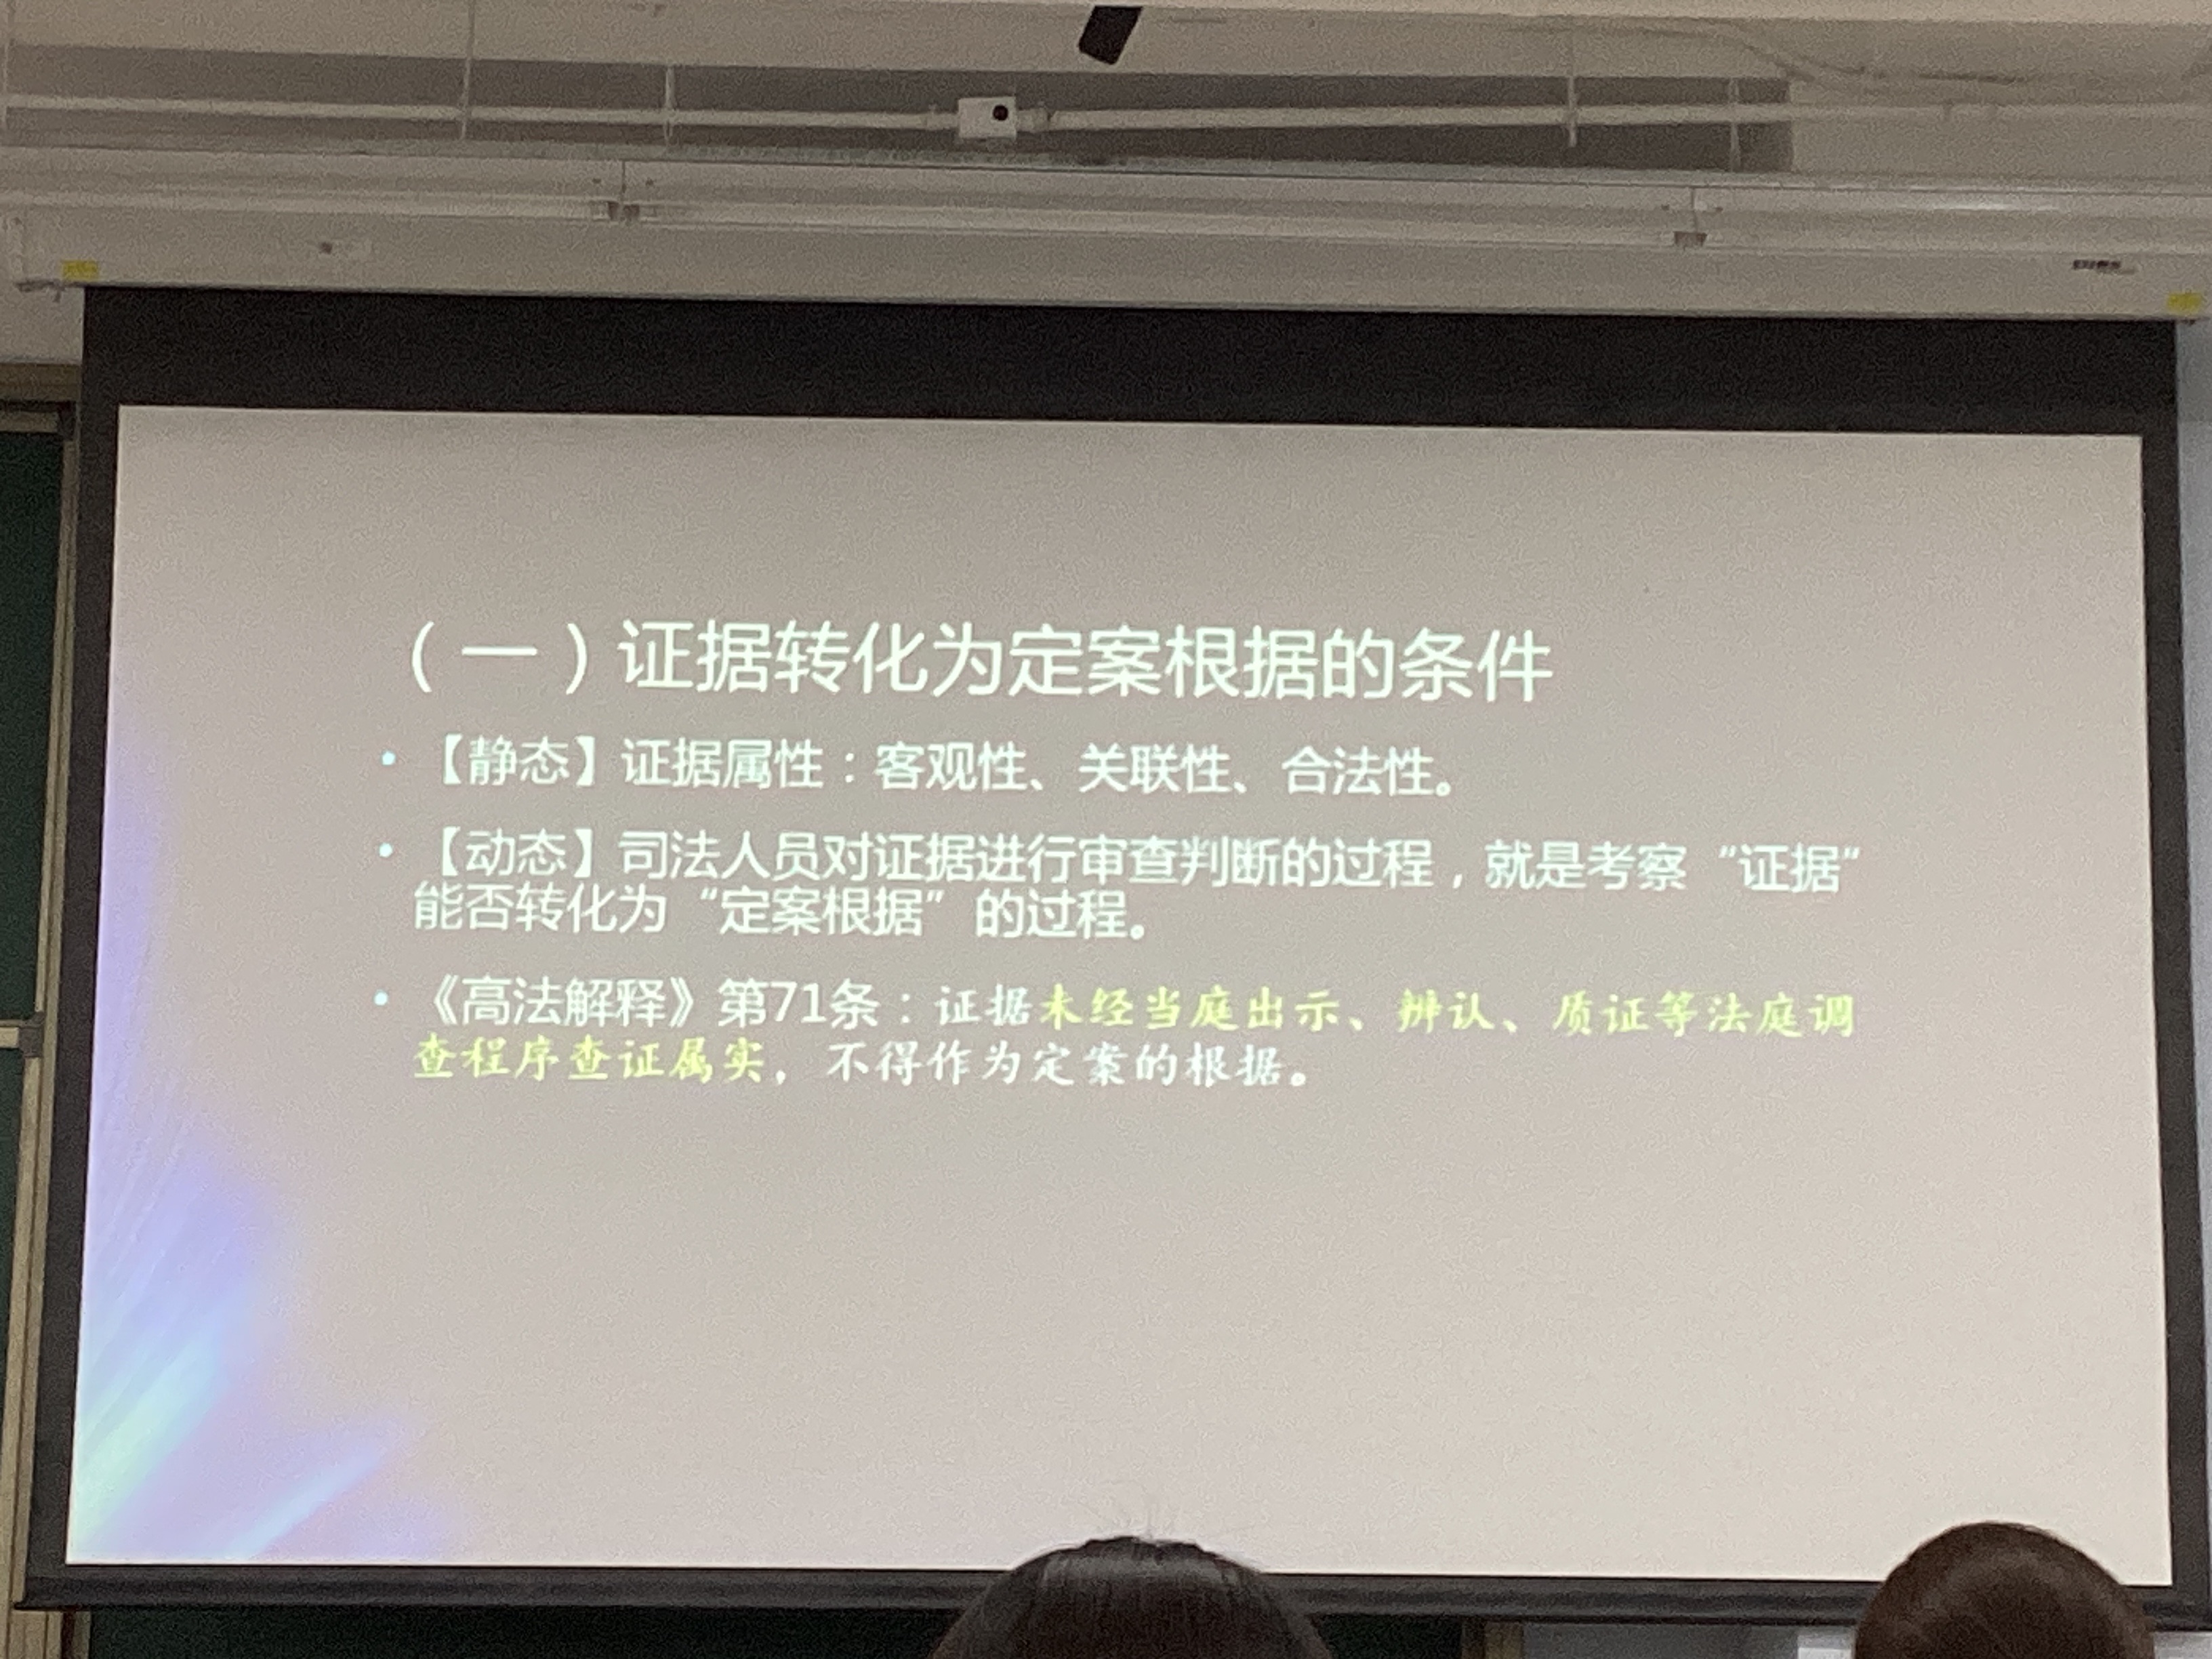 （一）证据转化为定案根据的条件
• 【静态】证据属性：客观性、关联性、合法性。
• 【动态】司法人员对证据进行审查判断的过程，就是考察“证据”
能否转化为“定案根据”的过程。
• 《高法解释》第71条：证据未经当庭出示、辨认、质证等法庭调
查程序查证属实，不得作为定案的根据。